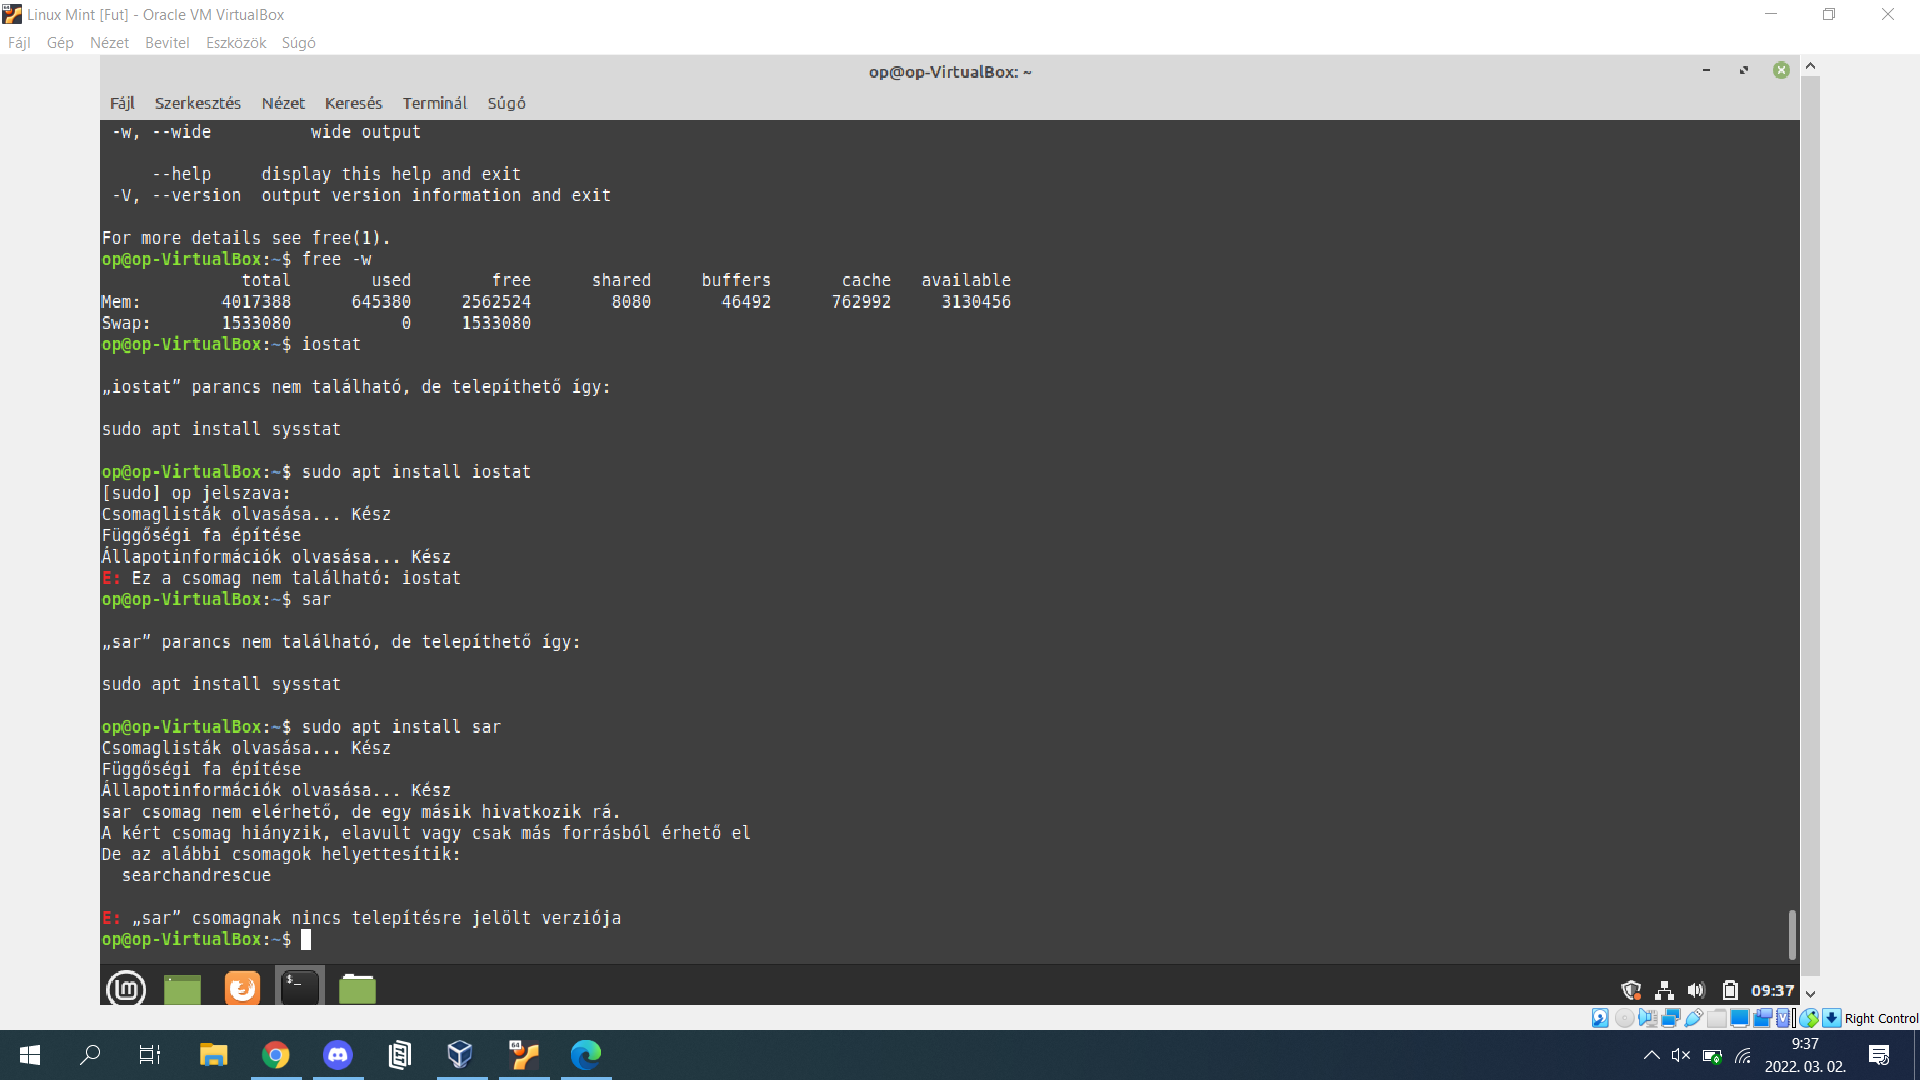 Linux Mint [Fut] - Oracle VM VirtualBox
Fájl Gép Nézet Bevitel Eszközök Súgó
op@op-VirtualBox: ~
Fájl Szerkesztés Nézet Keresés Terminál Súgó
-w, --wide          wide output
--help     display this help and exit
-V, --version  output version information and exit
For more details see free(1).
op@op-VirtualBox:~$ free -w
total        used        free      shared     buffers       cache   available
Mem:       4017388      645380     2562524        8080       46492      762992     3130456
Swap:      1533080           0     1533080
op@op-VirtualBox:~$ iostat
„iostat” parancs nem található, de telepíthető így:
sudo apt install sysstat
op@op-VirtualBox:~$ sudo apt install iostat
[sudo] op jelszava:
Csomaglisták olvasása... Kész
Függőségi fa építése
Állapotinformációk olvasása... Kész
E: Ez a csomag nem található: iostat
op@op-VirtualBox:~$ sar
„sar” parancs nem található, de telepíthető így:
sudo apt install sysstat
op@op-VirtualBox:~$ sudo apt install sar
Csomaglisták olvasása... Kész
Függőségi fa építése
Állapotinformációk olvasása... Kész
sar csomag nem elérhető, de egy másik hivatkozik rá.
A kért csomag hiányzik, elavult vagy csak más forrásból érhető el
De az alábbi csomagok helyettesítik:
searchandrescue
E: „sar” csomagnak nincs telepítésre jelölt verziója
op@op-VirtualBox:~$
09:37
Right Control
9:37
2022. 03. 02.